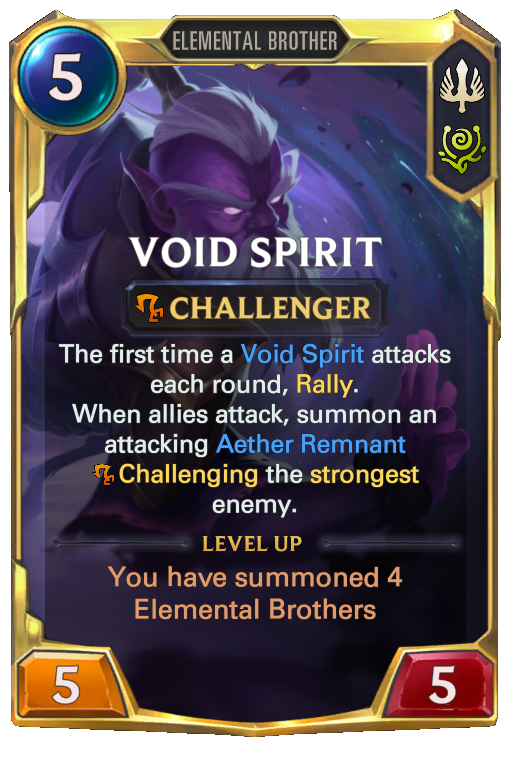 ELEMENTAL BROTHER
5
VOID SPIRIT
CHALLENGER
The first time a Void Spirit attacks
each round, Rally.
When allies attack, summon an
attacking Aether Remnant
Challenging the strongest
enemy.
LEVEL UP
You have summoned 4
Elemental Brothers
5
5